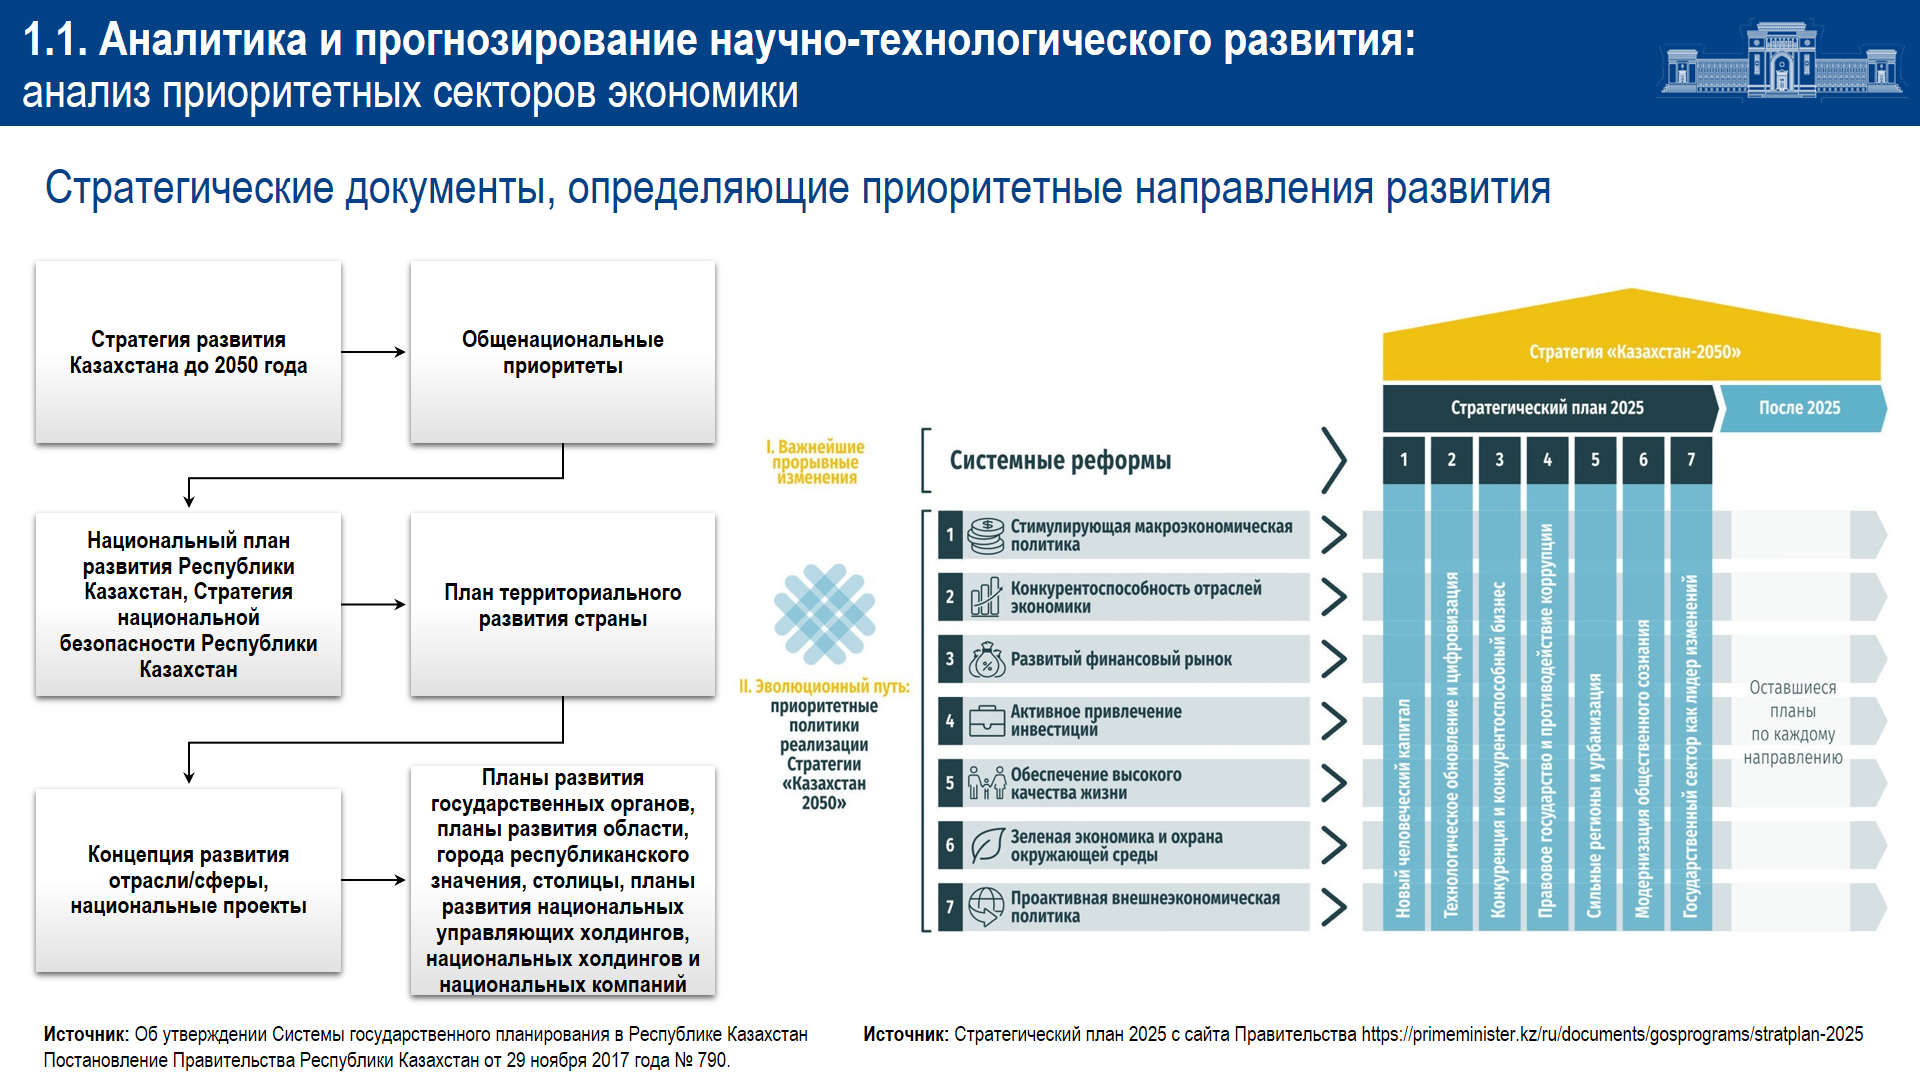 1.1. Аналитика и прогнозирование научно-технологического развития:
анализ приоритетных секторов экономики
Стратегические документы, определяющие приоритетные направления развития
Стратегия развития
Казахстана до 2050 года
Общенациональные
приоритеты
Национальный план
развития Республики
Казахстан, Стратегия
национальной
безопасности Республики
Казахстан
План территориального
развития страны
Концепция развития
отрасли/сферы,
национальные проекты
Планы развития
государственных органов,
планы развития области,
города республиканского
значения, столицы, планы
развития национальных
управляющих холдингов,
национальных холдингов и
национальных компаний
Источник: Об утверждении Системы государственного планирования в Республике Казахстан
Постановление Правительства Республики Казахстан от 29 ноября 2017 года № 790.
I. Важнейшие
прорывные
изменения
Системные реформы
II. Эволюционный путь:
приоритетные
политики
реализации
Стратегии
«Казахстан
2050»
1
Стимулирующая макроэкономическая
политика
2
Конкурентоспособность отраслей
экономики
3
Развитый финансовый рынок
4
Активное привлечение
инвестиций
5
Обеспечение высокого
качества жизни
6
Зеленая экономика и охрана
окружающей среды
7
Проактивная внешнеэкономическая
политика
Стратегия «Казахстан-2050»
Стратегический план 2025
После 2025
1 2 3 4 5 6 7
Новый человеческий капитал
Технологическое обновление и цифровизация
Конкуренция и конкурентоспособный бизнес
Правовое государство и противодействие коррупции
Сильные регионы и урбанизация
Модернизация общественного сознания
Государственный сектор как лидер изменений
Оставшиеся
планы
по каждому
направлению
Источник: Стратегический план 2025 с сайта Правительства https://primeminister.kz/ru/documents/gosprograms/stratplan-2025